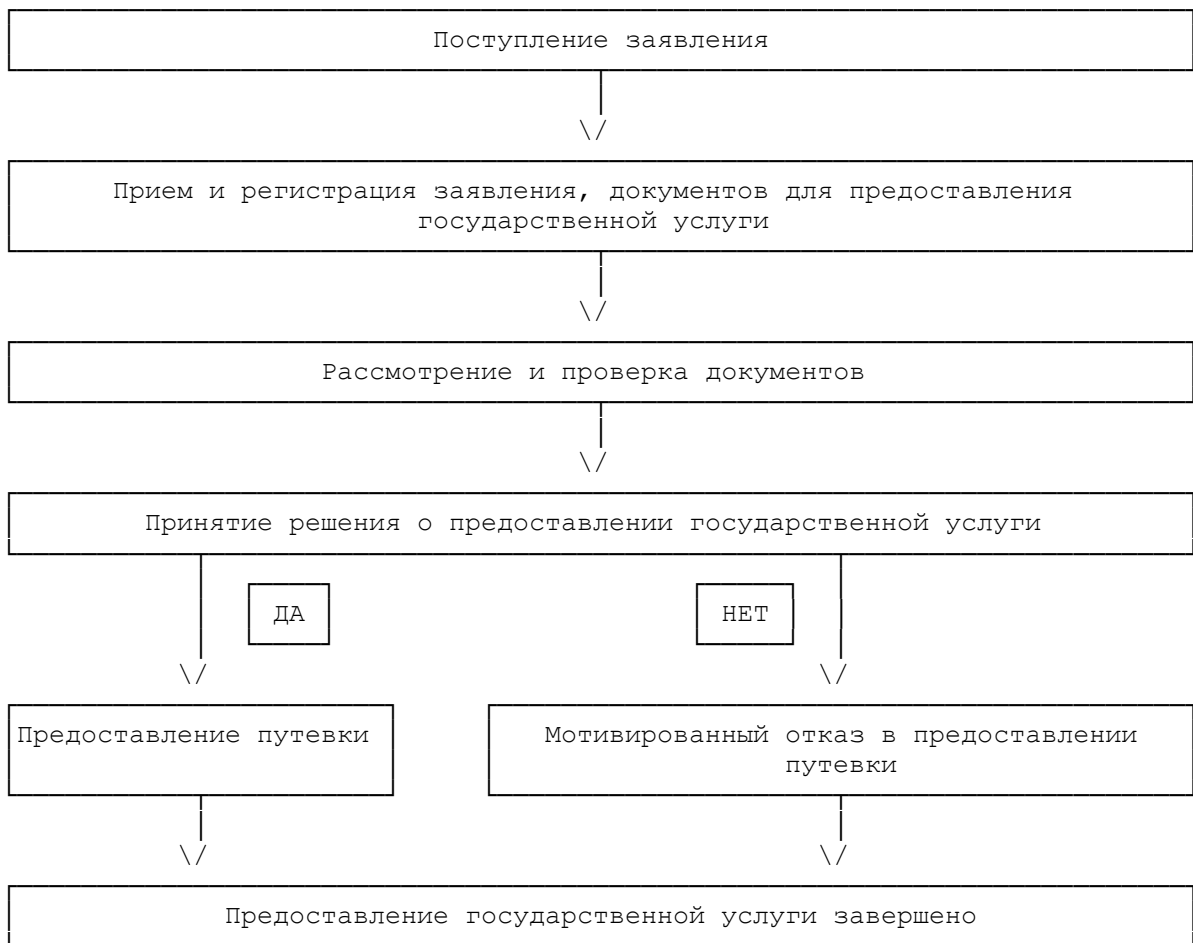 Поступление заявления
Прием и регистрация заявления, документов для предоставления
государственной услуги
Рассмотрение и проверка документов
Принятие решения о предоставлении государственной услуги
ДА
НЕТ
Предоставление путевки
Мотивированный отказ в предоставлении
путевки
Предоставление государственной услуги завершено